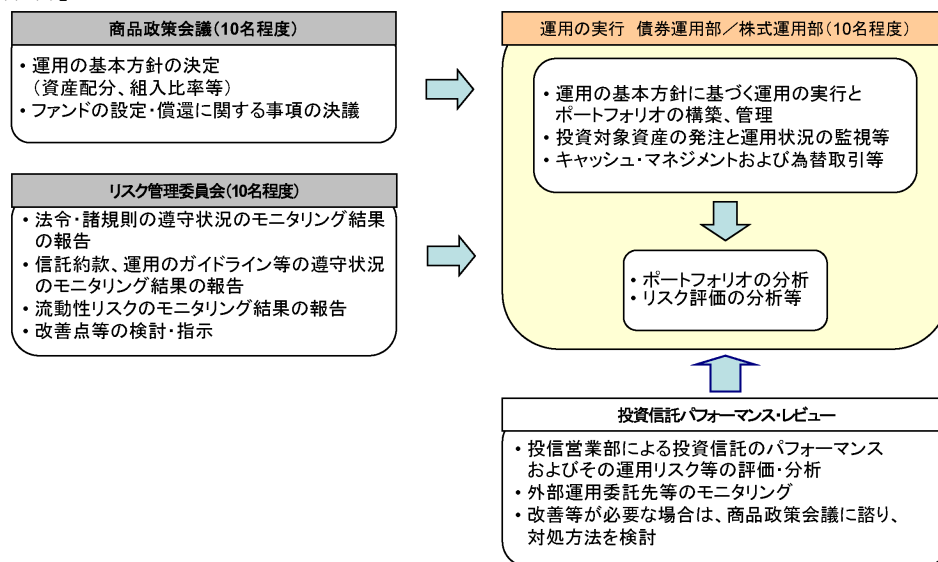 商品政策会議(10名程度)
・運用の基本方針の決定
(資産配分、組入比率等)
・ファンドの設定・償還に関する事項の決議
リスク管理委員会(10名程度)
・法令・諸規則の遵守状況のモニタリング結果
の報告
・信託約款、運用のガイドライン等の遵守状況
のモニタリング結果の報告
・流動性リスクのモニタリング結果の報告
・改善点等の検討・指示
運用の実行 債券運用部/株式運用部(10名程度)
・運用の基本方針に基づく運用の実行と
ポートフォリオの構築、管理
・投資対象資産の発注と運用状況の監視等
・キャッシュ・マネジメントおよび為替取引等
・ポートフォリオの分析
・リスク評価の分析等
投資信託パフォーマンス・レビュー
・投信営業部による投資信託のパフォーマンス
およびその運用リスク等の評価・分析
・外部運用委託先等のモニタリング
・改善等が必要な場合は、商品政策会議に諮り、
対処方法を検討